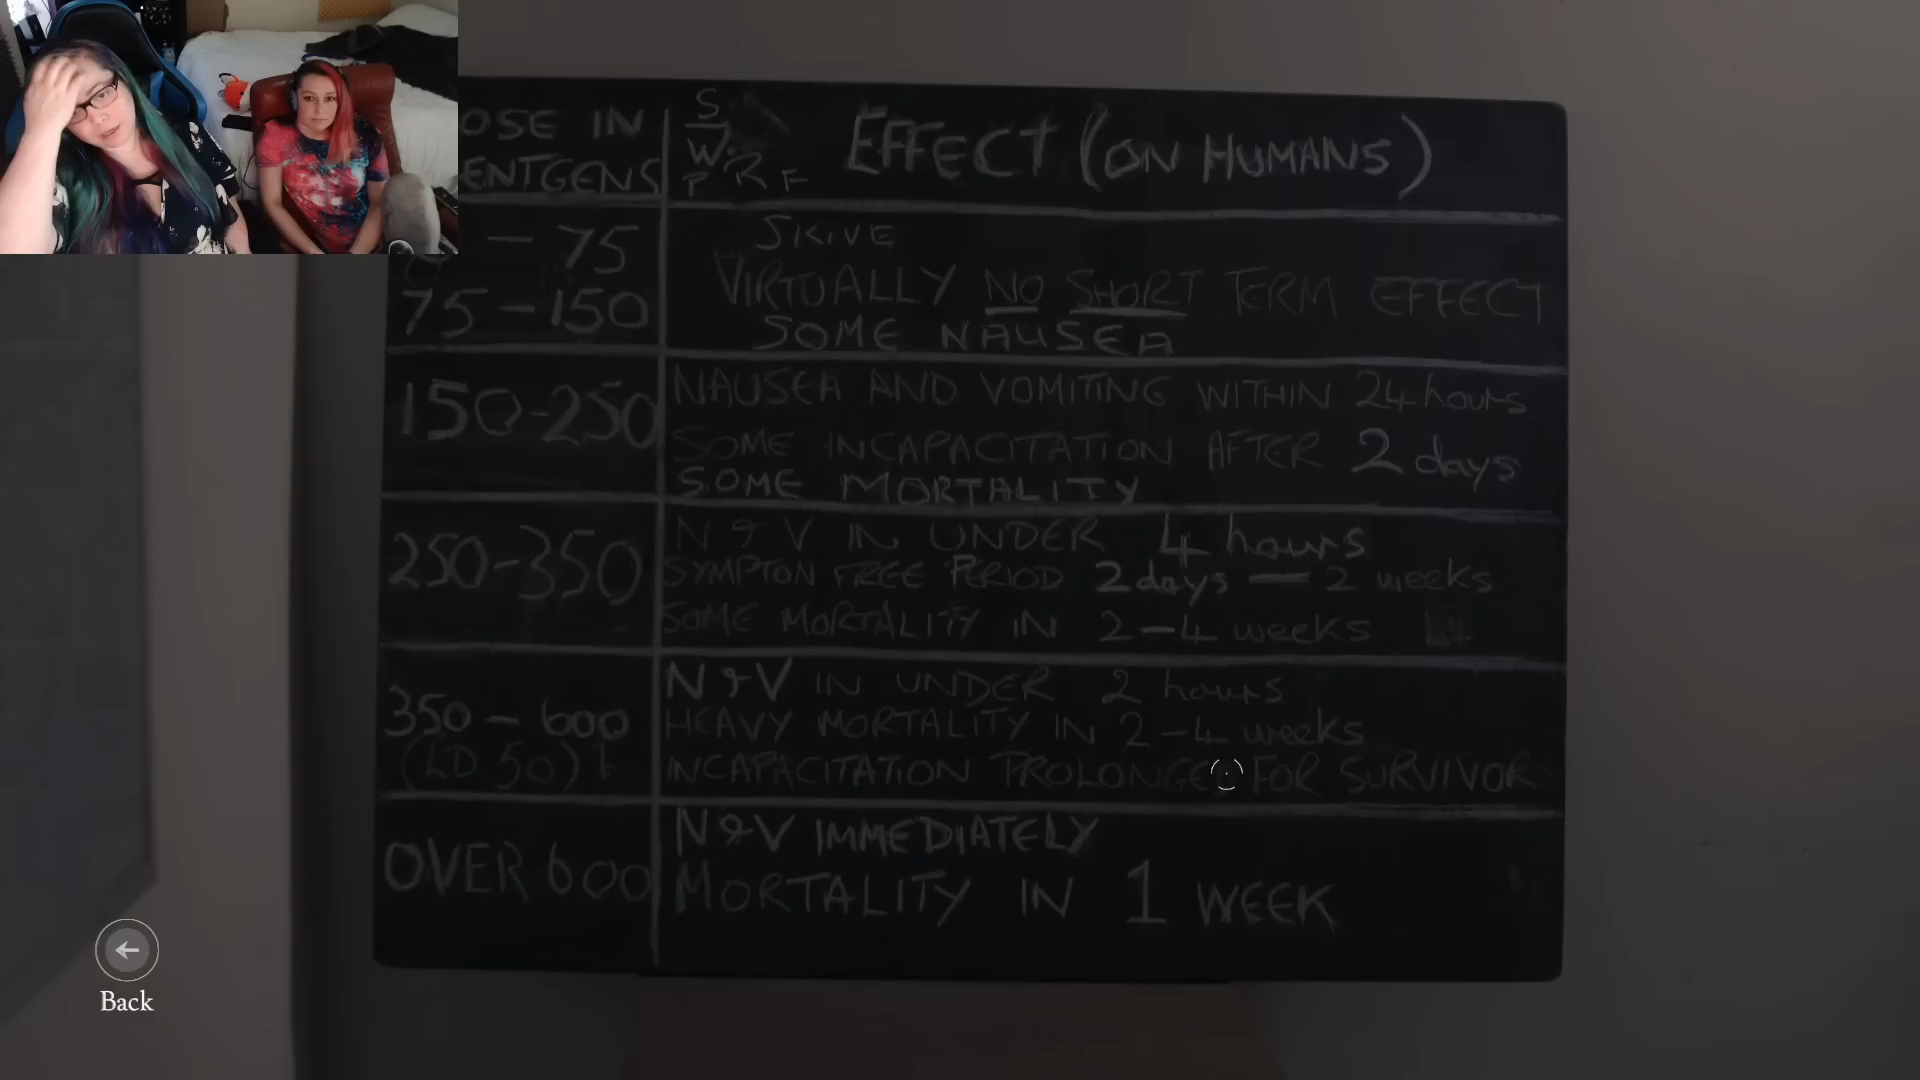 OSE IN
ENTGENS
S
W
P R F
EFFECT (ON HUMANS)
— 75
75 — 150
SKIVE
VIRTUALLY NO SHORT TERM EFFECT
SOME NAUSEA
150-250
NAUSEA AND VOMITING WITHIN 24 hours
SOME INCAPACITATION AFTER 2 days
SOME MORTALITY
250-350
N & V IN UNDER 4 hours
SYMPTON FREE PERIOD 2 days — 2 weeks
SOME MORTALITY IN 2-4 weeks
350 - 600
(LD 50)
N & V IN UNDER 2 hours
HEAVY MORTALITY IN 2-4 weeks
INCAPACITATION PROLONGED FOR SURVIVOR
OVER 600
N & V IMMEDIATELY
MORTALITY IN 1 WEEK
Back